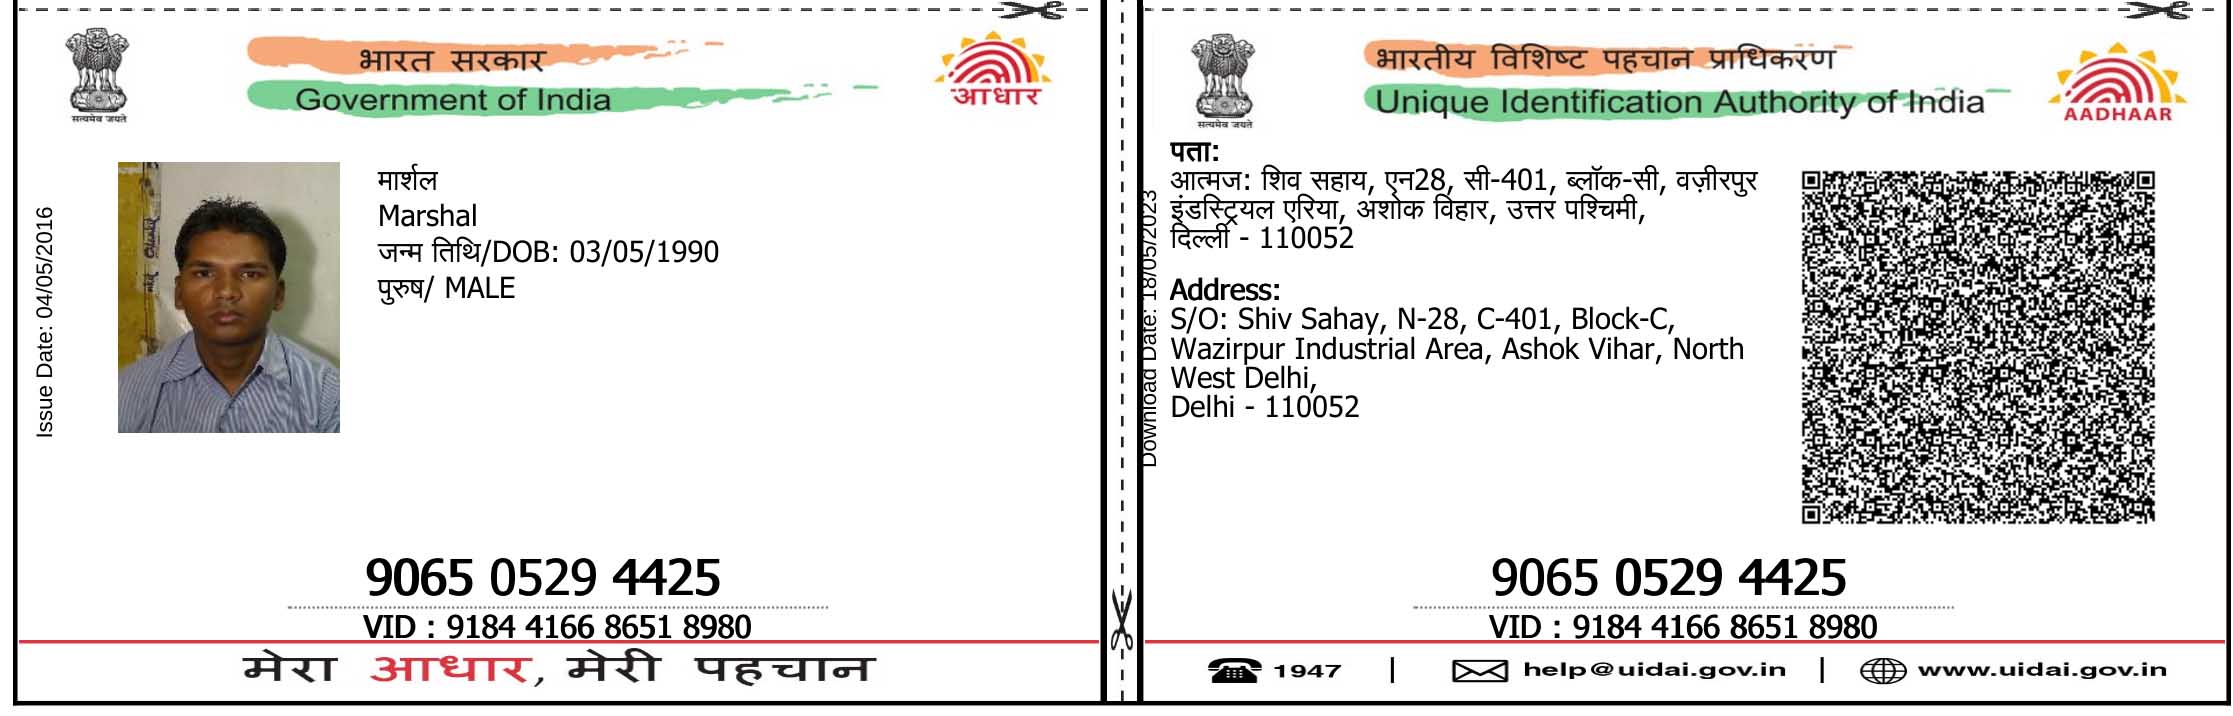 भारत सरकार
Government of India
आधार
सत्यमेव जयते
Issue Date: 04/05/2016
मार्शल
Marshal
जन्म तिथि/DOB: 03/05/1990
पुरुष/ MALE
9065 0529 4425
VID : 9184 4166 8651 8980
मेरा आधार, मेरी पहचान
भारतीय विशिष्ट पहचान प्राधिकरण
Unique Identification Authority of India
AADHAAR
सत्यमेव जयते
Download Date: 18/05/2023
पता:
आत्मज: शिव सहाय, एन28, सी-401, ब्लॉक-सी, वज़ीरपुर
इंडस्ट्रियल एरिया, अशोक विहार, उत्तर पश्चिमी,
दिल्ली - 110052
Address:
S/O: Shiv Sahay, N-28, C-401, Block-C,
Wazirpur Industrial Area, Ashok Vihar, North
West Delhi,
Delhi - 110052
9065 0529 4425
VID : 9184 4166 8651 8980
1947 | help@uidai.gov.in | www.uidai.gov.in